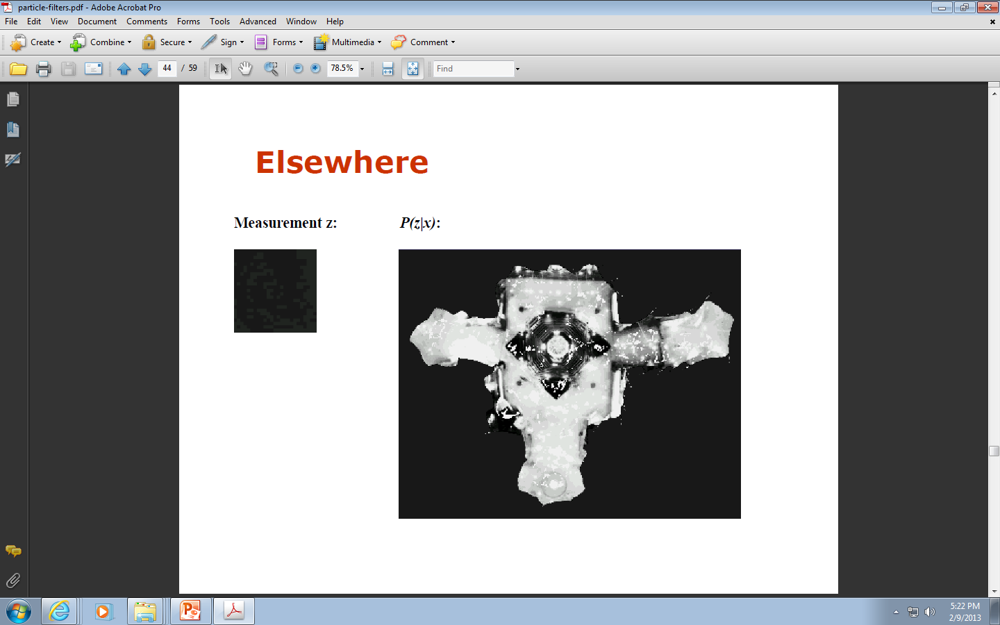 particle-filters.pdf - Adobe Acrobat Pro
File Edit View Document Comments Forms Tools Advanced Window Help
Create Combine Secure Sign Forms Multimedia Comment
44 / 59 78.5% Find
Elsewhere
Measurement z: P(z|x):
5:22 PM
2/9/2013